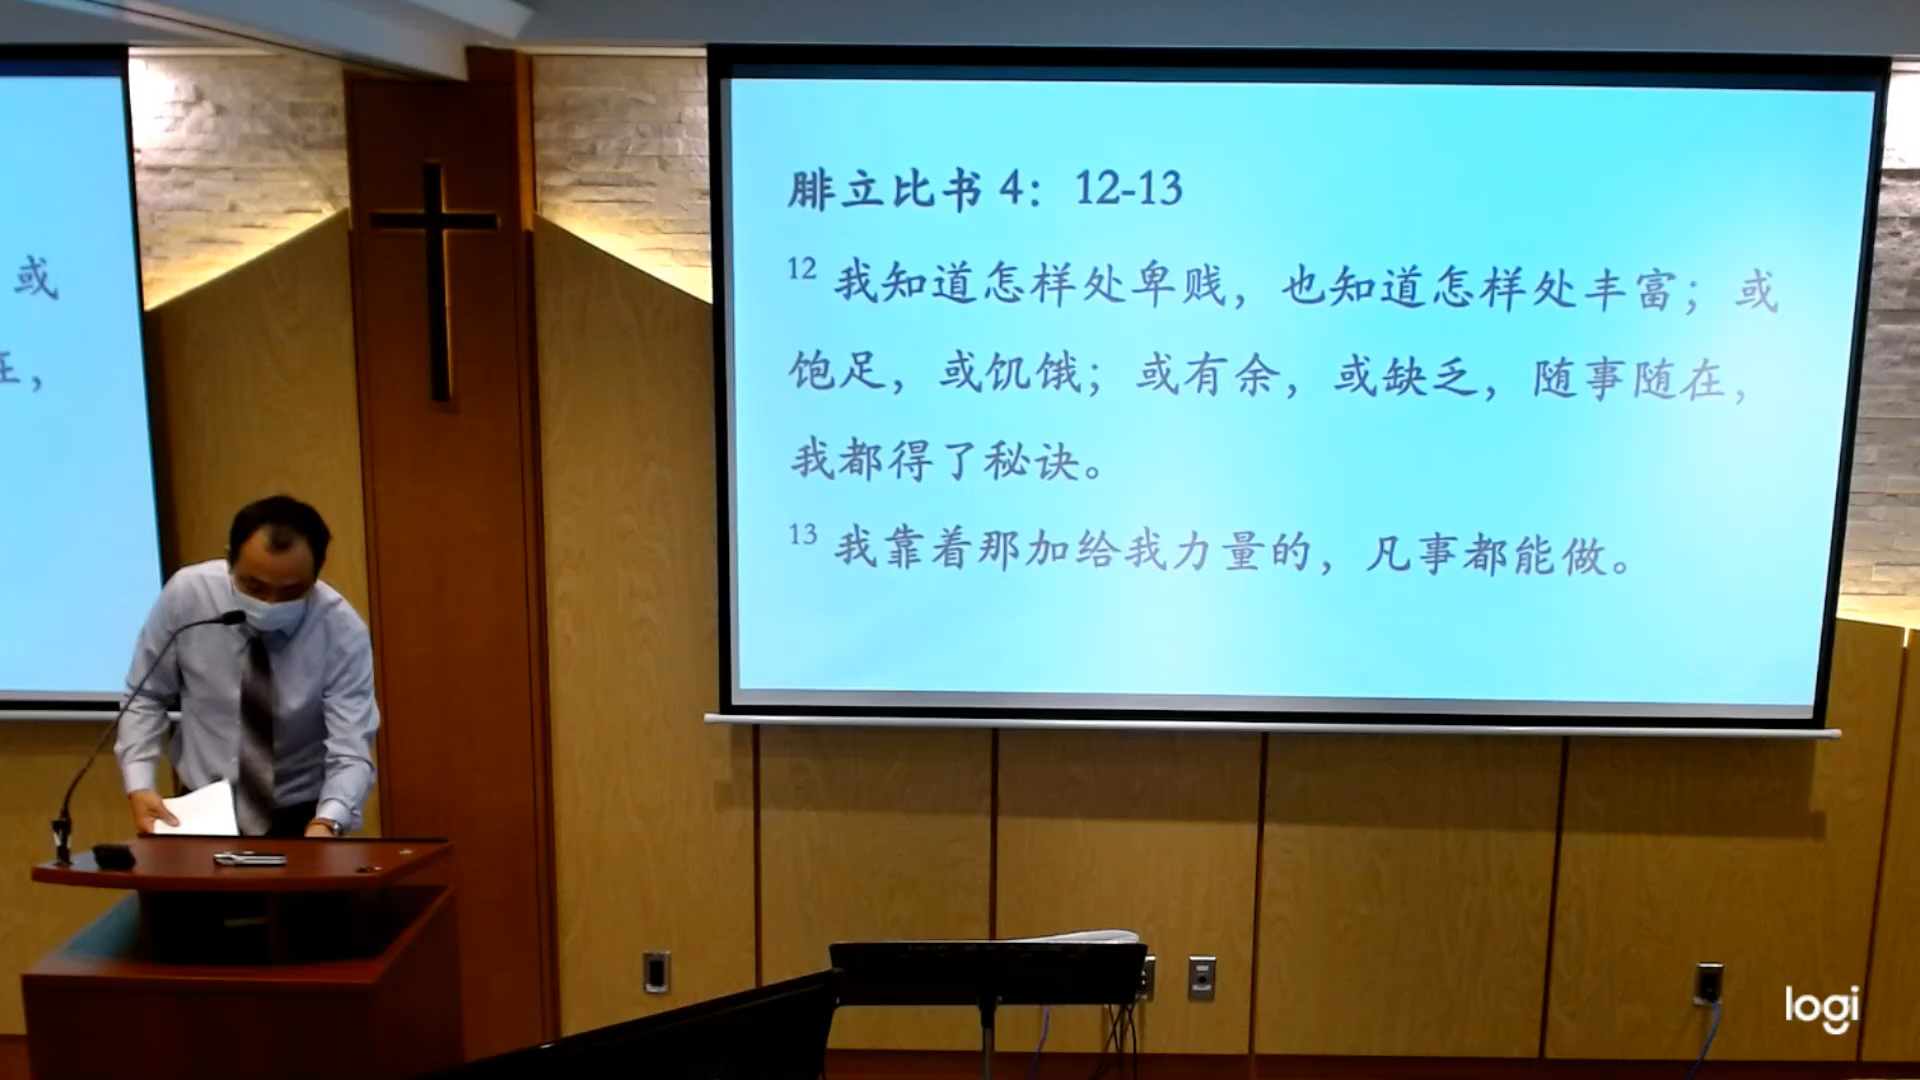 腓立比书 4：12-13
12 我知道怎样处卑贱，也知道怎样处丰富；或
饱足，或饥饿；或有余，或缺乏，随事随在，
我都得了秘诀。
13 我靠着那加给我力量的，凡事都能做。
或
在，
logi